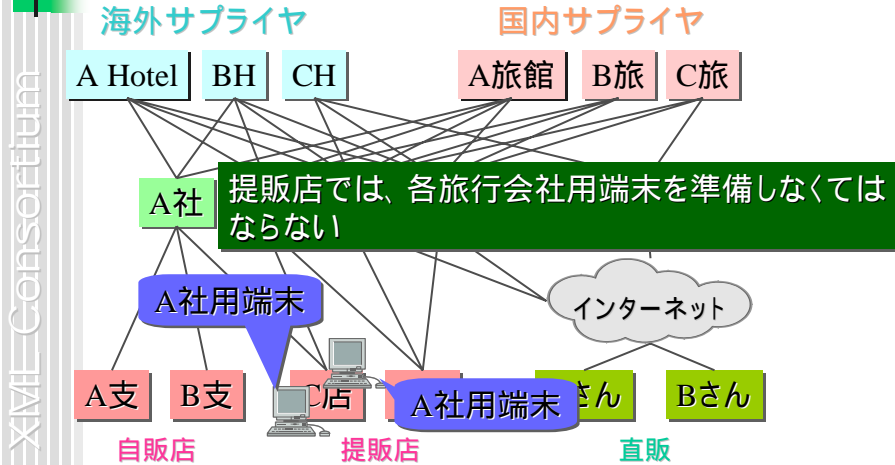 海外サプライヤ
国内サプライヤ
A Hotel
BH
CH
A旅館
B旅
C旅
A社
提販店では、各旅行会社用端末を準備しなくては
ならない
A社用端末
インターネット
A支
B支
C店
A社用端末
さん
Bさん
自販店
提販店
直販
XML Consortium